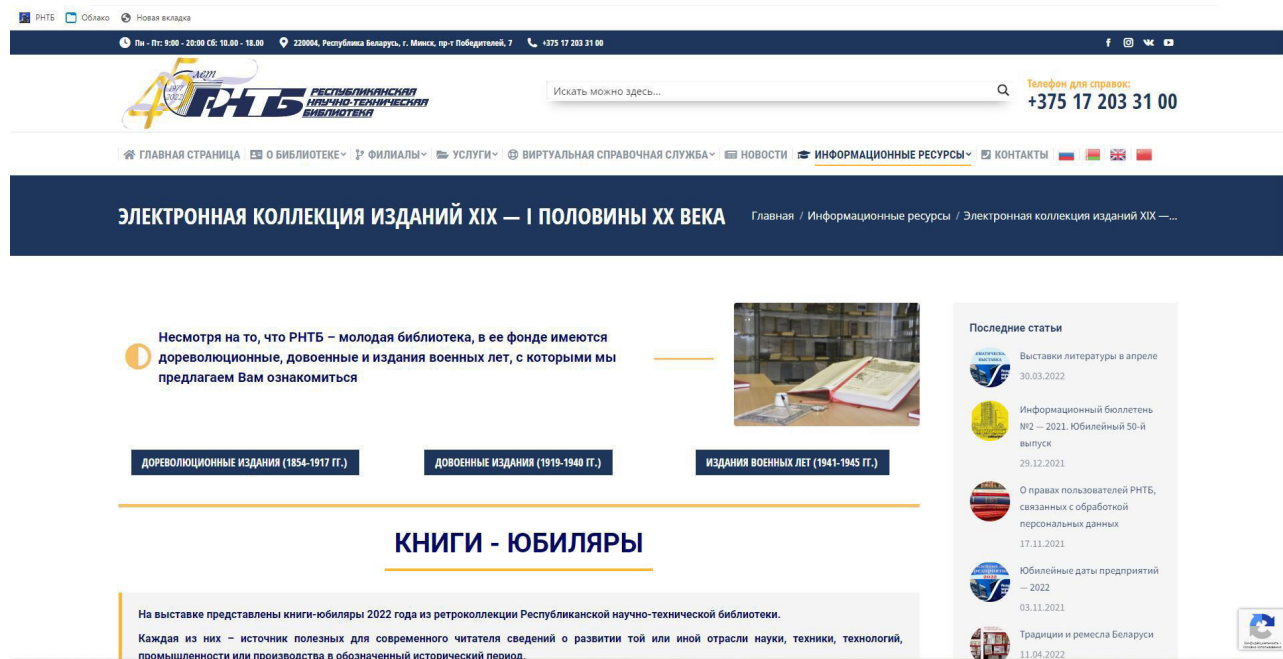 РНТБ Облако Новая вкладка
Пн - Пт: 9:00 - 20:00 Сб: 10.00 - 18.00 220004, Республика Беларусь, г. Минск, пр-т Победителей, 7 +375 17 203 31 00
45 лет
1977
2022
РНТБ РЕСПУБЛИКАНСКАЯ
НАУЧНО-ТЕХНИЧЕСКАЯ
БИБЛИОТЕКА
Искать можно здесь...
Телефон для справок:
+375 17 203 31 00
ГЛАВНАЯ СТРАНИЦА О БИБЛИОТЕКЕ ФИЛИАЛЫ УСЛУГИ ВИРТУАЛЬНАЯ СПРАВОЧНАЯ СЛУЖБА НОВОСТИ ИНФОРМАЦИОННЫЕ РЕСУРСЫ КОНТАКТЫ
ЭЛЕКТРОННАЯ КОЛЛЕКЦИЯ ИЗДАНИЙ XIX — I ПОЛОВИНЫ XX ВЕКА
Главная / Информационные ресурсы / Электронная коллекция изданий XIX —...
Несмотря на то, что РНТБ – молодая библиотека, в ее фонде имеются
дореволюционные, довоенные и издания военных лет, с которыми мы
предлагаем Вам ознакомиться
ДОРЕВОЛЮЦИОННЫЕ ИЗДАНИЯ (1854-1917 ГГ.)
ДОВОЕННЫЕ ИЗДАНИЯ (1919-1940 ГГ.)
ИЗДАНИЯ ВОЕННЫХ ЛЕТ (1941-1945 ГГ.)
КНИГИ - ЮБИЛЯРЫ
На выставке представлены книги-юбиляры 2022 года из ретроколлекции Республиканской научно-технической библиотеки.
Каждая из них – источник полезных для современного читателя сведений о развитии той или иной отрасли науки, техники, технологий,
промышленности или производства в обозначенный исторический период.
Последние статьи
Выставки литературы в апреле
30.03.2022
Информационный бюллетень
№2 — 2021. Юбилейный 50-й
выпуск
29.12.2021
О правах пользователей РНТБ,
связанных с обработкой
персональных данных
17.11.2021
Юбилейные даты предприятий
— 2022
03.11.2021
Традиции и ремесла Беларуси
11.04.2022